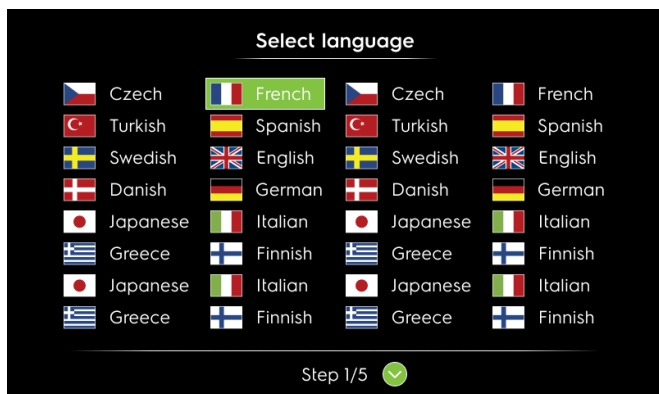 Select language
Czech French Czech French
Turkish Spanish Turkish Spanish
Swedish English Swedish English
Danish German Danish German
Japanese Italian Japanese Italian
Greece Finnish Greece Finnish
Japanese Italian Japanese Italian
Greece Finnish Greece Finnish
Step 1/5